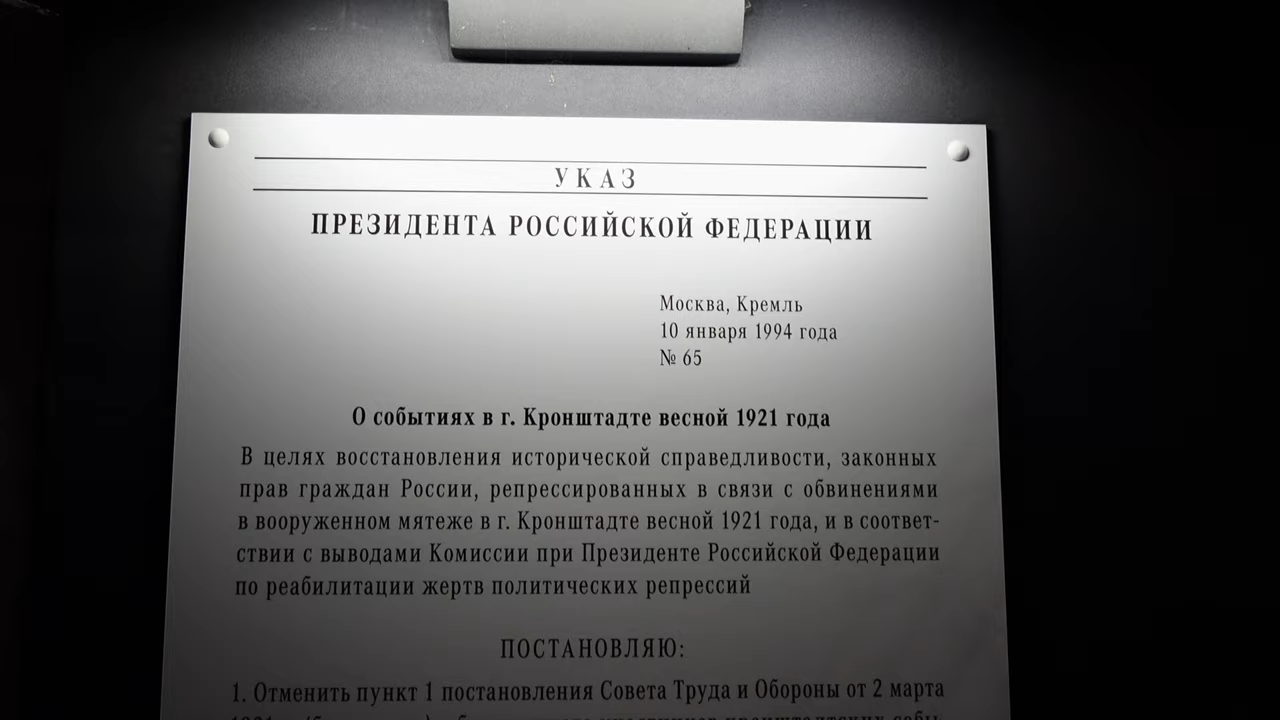 УКАЗ
ПРЕЗИДЕНТА РОССИЙСКОЙ ФЕДЕРАЦИИ
Москва, Кремль
10 января 1994 года
№ 65
О событиях в г. Кронштадте весной 1921 года
В целях восстановления исторической справедливости, законных
прав граждан России, репрессированных в связи с обвинениями
в вооруженном мятеже в г. Кронштадте весной 1921 года, и в соответ-
ствии с выводами Комиссии при Президенте Российской Федерации
по реабилитации жертв политических репрессий
ПОСТАНОВЛЯЮ:
1. Отменить пункт 1 постановления Совета Труда и Обороны от 2 марта